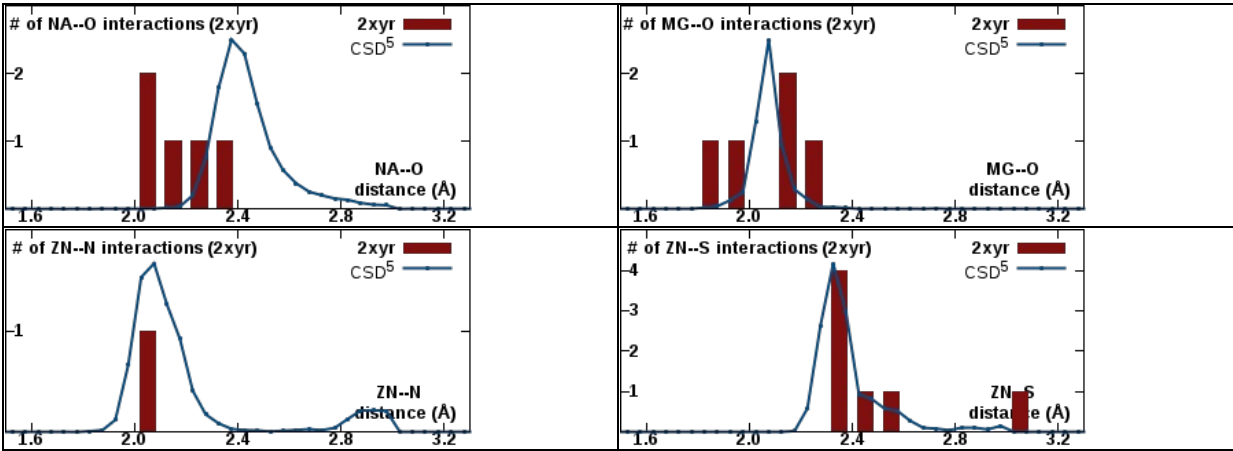 # of NA--O interactions (2xyr)
2xyr
CSD5
2
1
NA--O
distance (Å)
1.6 2.0 2.4 2.8 3.2
# of MG--O interactions (2xyr)
2xyr
CSD5
2
1
MG--O
distance (Å)
1.6 2.0 2.4 2.8 3.2
# of ZN--N interactions (2xyr)
2xyr
CSD5
1
ZN--N
distance (Å)
1.6 2.0 2.4 2.8 3.2
# of ZN--S interactions (2xyr)
2xyr
CSD5
4
3
2
1
ZN--S
distance (Å)
1.6 2.0 2.4 2.8 3.2